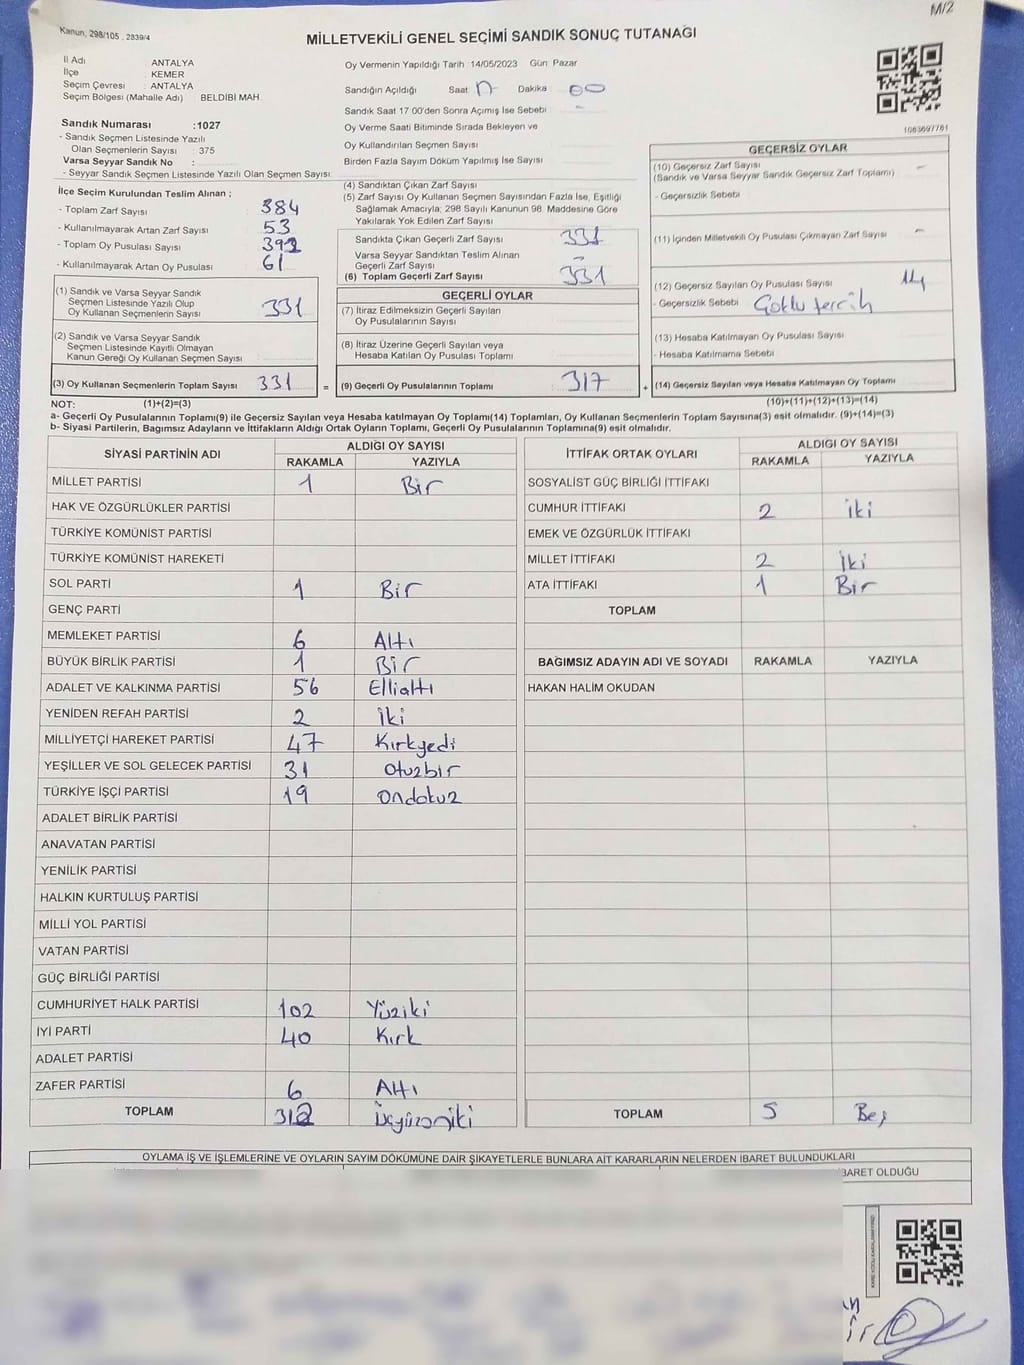 M/2
Kanun; 298/105 , 2839/4
MİLLETVEKİLİ GENEL SEÇİMİ SANDIK SONUÇ TUTANAĞI
İl Adı : ANTALYA
İlçe : KEMER
Seçim Çevresi : ANTALYA
Seçim Bölgesi (Mahalle Adı) BELDİBİ MAH.
Oy Vermenin Yapıldığı Tarih :14/05/2023 Gün: Pazar
Sandığın Açıldığı Saat Dakika 00
Sandık Saat 17:00'den Sonra Açımış İse Sebebi -
Oy Verme Saati Bitiminde Sırada Bekleyen ve
Oy Kullandırılan Seçmen Sayısı
Birden Fazla Sayım Döküm Yapılmış İse Sayısı
1083697761
Sandık Numarası :1027
- Sandık Seçmen Listesinde Yazılı
Olan Seçmenlerin Sayısı : 375
Varsa Seyyar Sandık No :
- Seyyar Sandık Seçmen Listesinde Yazılı Olan Seçmen Sayısı:
İlçe Seçim Kurulundan Teslim Alınan ;
- Toplam Zarf Sayısı 384
- Kullanılmayarak Artan Zarf Sayısı 53
- Toplam Oy Pusulası Sayısı 392
- Kullanılmayarak Artan Oy Pusulası 61
(1) Sandık ve Varsa Seyyar Sandık
Seçmen Listesinde Yazılı Olup
Oy Kullanan Seçmenlerin Sayısı 331
(2) Sandık ve Varsa Seyyar Sandık
Seçmen Listesinde Kayıtlı Olmayan
Kanun Gereği Oy Kullanan Seçmen Sayısı
(3) Oy Kullanan Seçmenlerin Toplam Sayısı 331 =
(1)+(2)=(3)
(4) Sandıktan Çıkan Zarf Sayısı
(5) Zarf Sayısı Oy Kullanan Seçmen Sayısından Fazla İse, Eşitliği
Sağlamak Amacıyla; 298 Sayılı Kanunun 98. Maddesine Göre
Yakılarak Yok Edilen Zarf Sayısı
Sandıkta Çıkan Geçerli Zarf Sayısı 331
Varsa Seyyar Sandıktan Teslim Alınan
Geçerli Zarf Sayısı -
(6) Toplam Geçerli Zarf Sayısı 331
GEÇERLİ OYLAR
(7) İtiraz Edilmeksizin Geçerli Sayılan
Oy Pusulalarının Sayısı
(8) İtiraz Üzerine Geçerli Sayılan veya
Hesaba Katılan Oy Pusulası Toplamı
(9) Geçerli Oy Pusulalarının Toplamı 317 +
GEÇERSİZ OYLAR
(10) Geçersiz Zarf Sayısı -
(Sandık ve Varsa Seyyar Sandık Geçersiz Zarf Toplamı)
- Geçersizlik Sebebi
(11) İçinden Milletvekili Oy Pusulası Çıkmayan Zarf Sayısı -
(12) Geçersiz Sayılan Oy Pusulası Sayısı 14
- Geçersizlik Sebebi Çoklu tercih
(13) Hesaba Katılmayan Oy Pusulası Sayısı
- Hesaba Katılmama Sebebi
(14) Geçersiz Sayılan veya Hesaba Katılmayan Oy Toplamı
(10)+(11)+(12)+(13)=(14)
NOT:
a- Geçerli Oy Pusulalarının Toplamı(9) ile Geçersiz Sayılan veya Hesaba katılmayan Oy Toplamı(14) Toplamları, Oy Kullanan Seçmenlerin Toplam Sayısına(3) eşit olmalıdır. (9)+(14)=(3)
b- Siyasi Partilerin, Bağımsız Adayların ve İttifakların Aldığı Ortak Oyların Toplamı, Geçerli Oy Pusulalarının Toplamına(9) eşit olmalıdır.
SİYASİ PARTİNİN ADI ALDIĞI OY SAYISI
RAKAMLA YAZIYLA
MİLLET PARTİSİ 1 Bir
HAK VE ÖZGÜRLÜKLER PARTİSİ
TÜRKİYE KOMÜNİST PARTİSİ
TÜRKİYE KOMÜNİST HAREKETİ
SOL PARTİ 1 Bir
GENÇ PARTİ
MEMLEKET PARTİSİ 6 Altı
BÜYÜK BİRLİK PARTİSİ 1 Bir
ADALET VE KALKINMA PARTİSİ 56 Ellialtı
YENİDEN REFAH PARTİSİ 2 İki
MİLLİYETÇİ HAREKET PARTİSİ 47 Kırkyedi
YEŞİLLER VE SOL GELECEK PARTİSİ 31 Otuzbir
TÜRKİYE İŞÇİ PARTİSİ 19 Ondokuz
ADALET BİRLİK PARTİSİ
ANAVATAN PARTİSİ
YENİLİK PARTİSİ
HALKIN KURTULUŞ PARTİSİ
MİLLİ YOL PARTİSİ
VATAN PARTİSİ
GÜÇ BİRLİĞİ PARTİSİ
CUMHURİYET HALK PARTİSİ 102 Yüziki
İYİ PARTİ 40 Kırk
ADALET PARTİSİ
ZAFER PARTİSİ 6 Altı
TOPLAM 312 Üçyüzoniki
İTTİFAK ORTAK OYLARI ALDIĞI OY SAYISI
RAKAMLA YAZIYLA
SOSYALİST GÜÇ BİRLİĞİ İTTİFAKI
CUMHUR İTTİFAKI 2 İki
EMEK VE ÖZGÜRLÜK İTTİFAKI
MİLLET İTTİFAKI 2 İki
ATA İTTİFAKI 1 Bir
TOPLAM
BAĞIMSIZ ADAYIN ADI VE SOYADI RAKAMLA YAZIYLA
HAKAN HALİM OKUDAN
TOPLAM 5 Beş
OYLAMA İŞ VE İŞLEMLERİNE VE OYLARIN SAYIM DÖKÜMÜNE DAİR ŞİKAYETLERLE BUNLARA AİT KARARLARIN NELERDEN İBARET BULUNDUKLARI
İBARET OLDUĞU